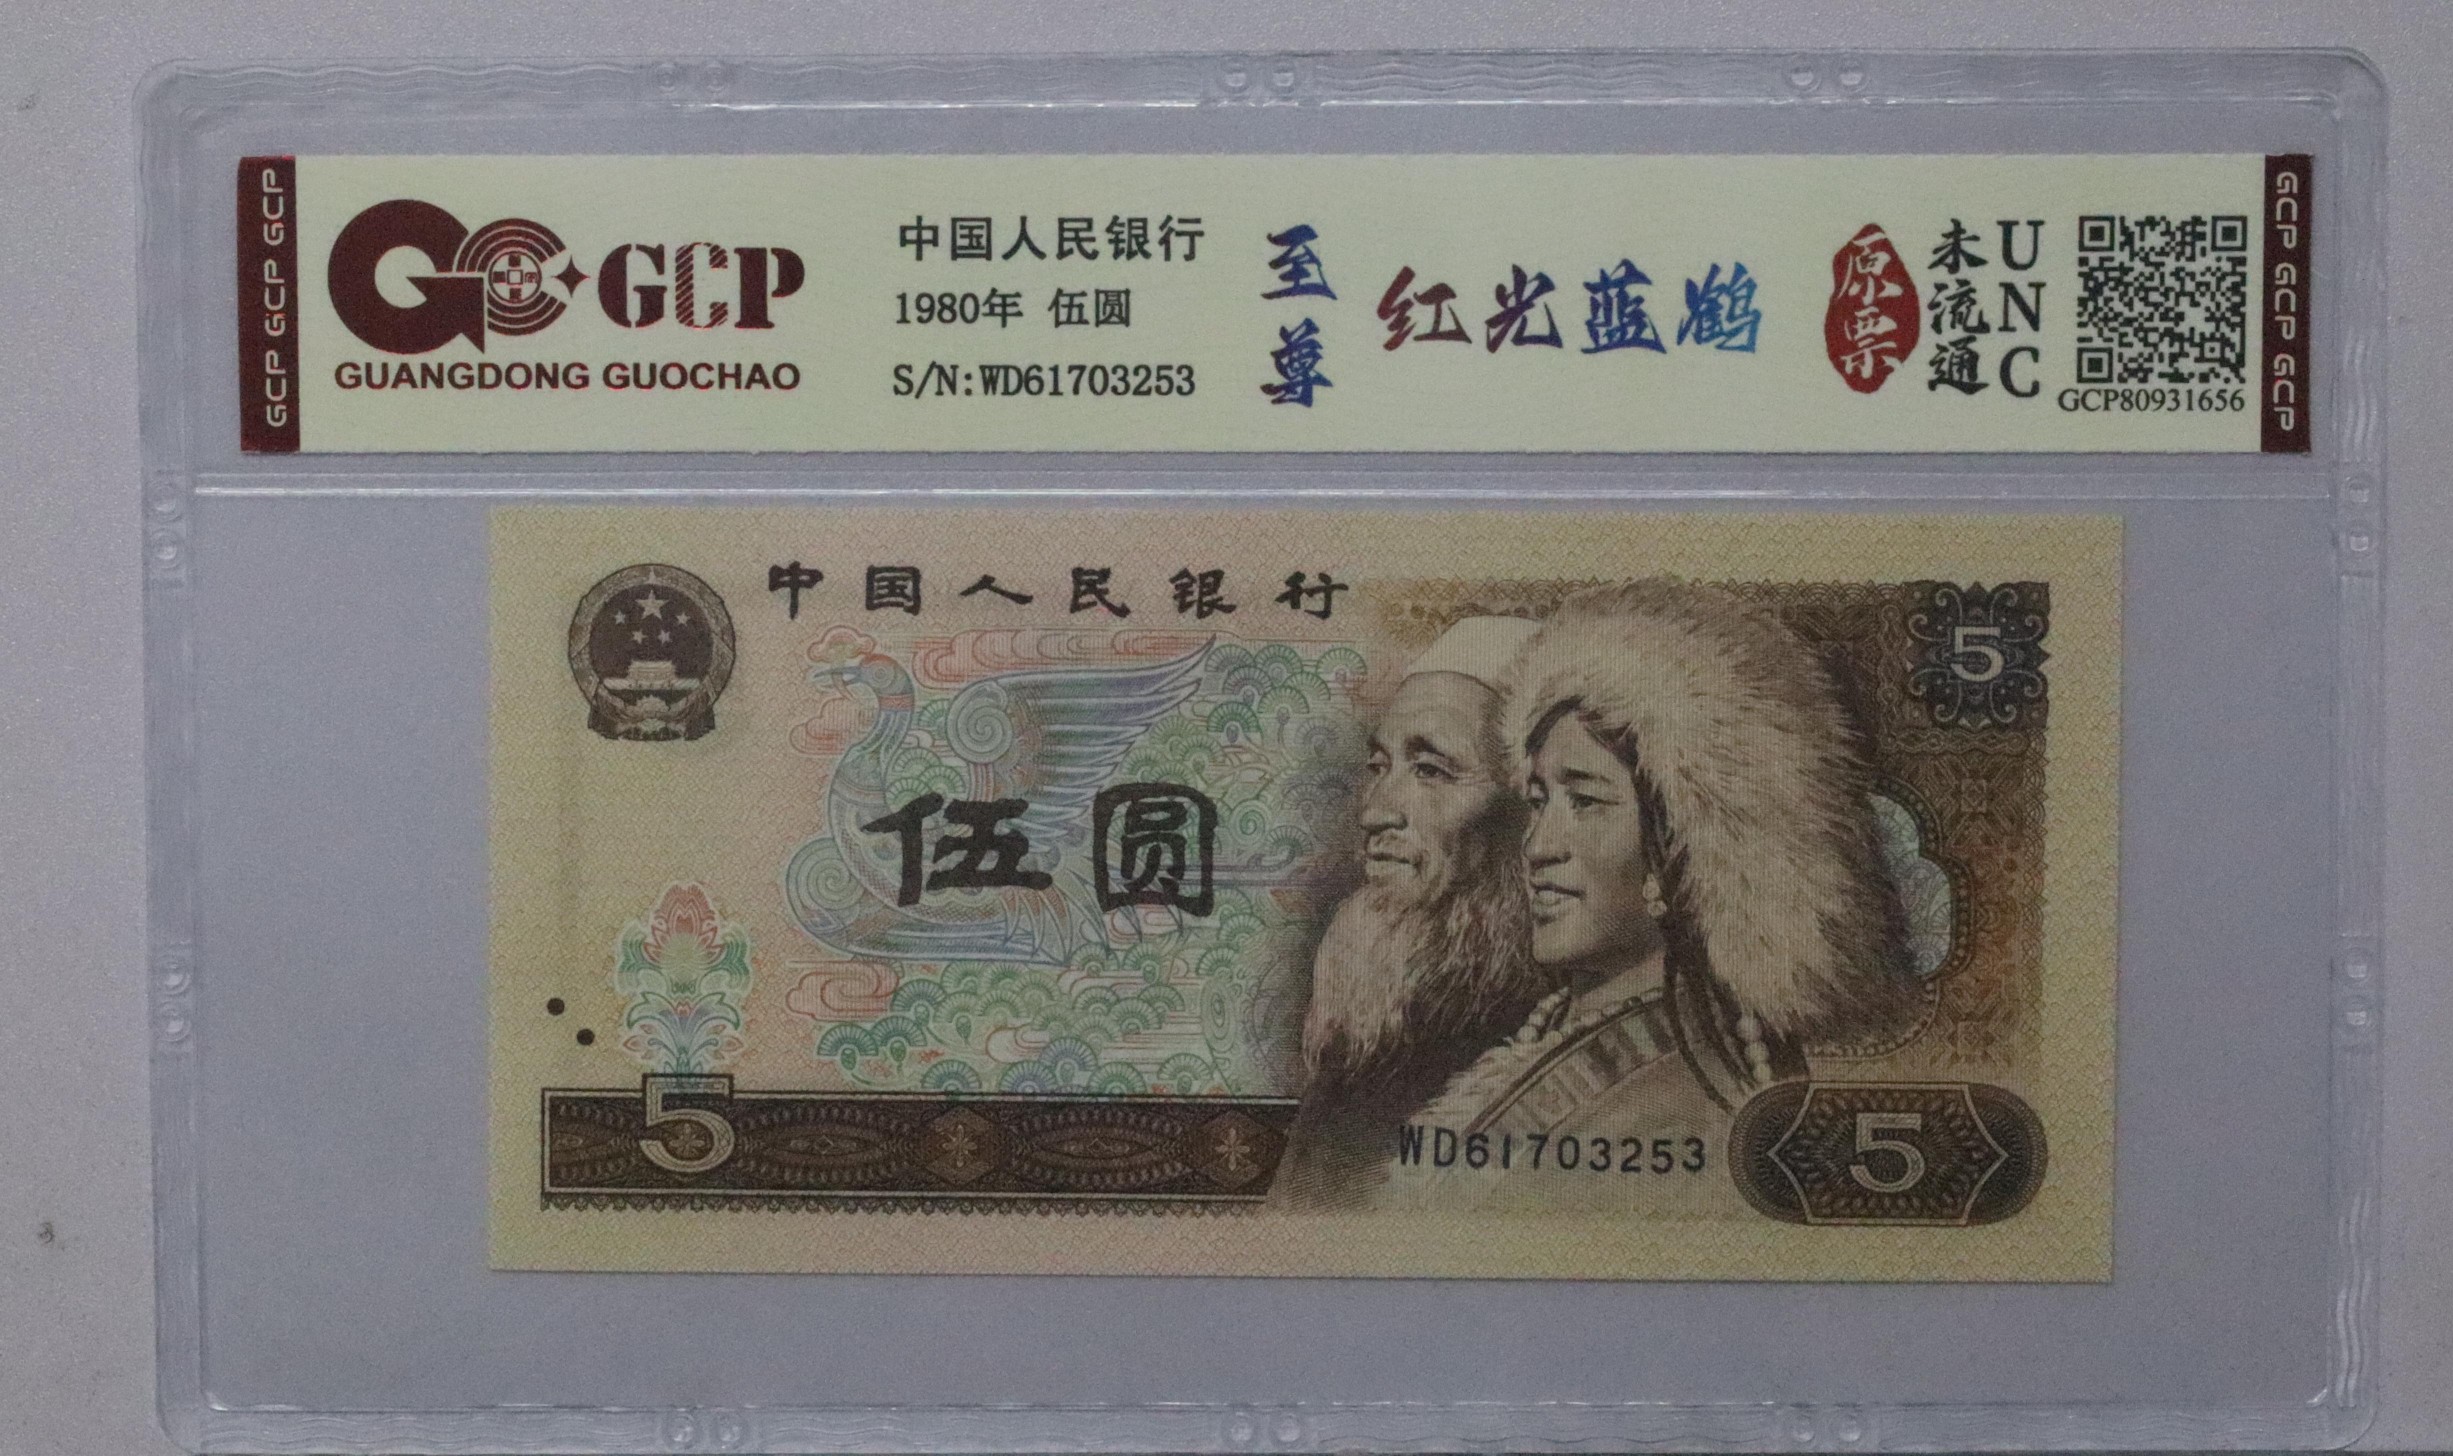 GCP GCP GCP
GCP
GUANGDONG GUOCHAO
中国人民银行
1980年 伍圆
S/N:WD61703253
至尊
红光蓝鹤
原票
未流通
UNC
GCP80931656
GCP GCP GCP
中国人民银行
5
伍圆
5
WD61703253
5